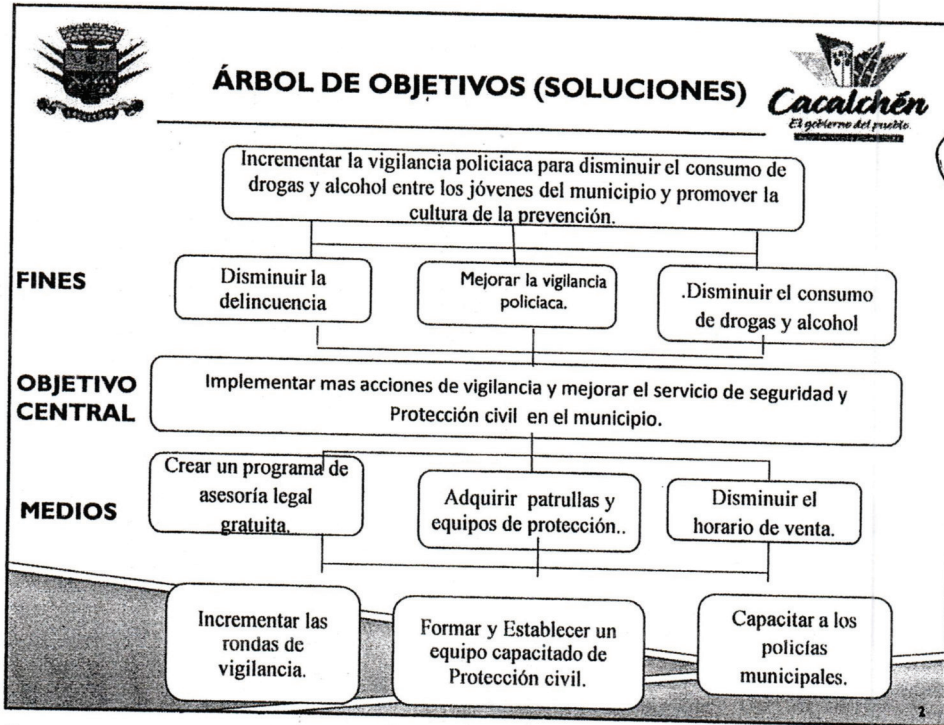 ÁRBOL DE OBJETIVOS (SOLUCIONES)
Cacalchén
El gobierno del pueblo
Incrementar la vigilancia policiaca para disminuir el consumo de
drogas y alcohol entre los jóvenes del municipio y promover la
cultura de la prevención.
FINES
Disminuir la
delincuencia
Mejorar la vigilancia
policiaca.
.Disminuir el consumo
de drogas y alcohol
OBJETIVO
CENTRAL
Implementar mas acciones de vigilancia y mejorar el servicio de seguridad y
Protección civil en el municipio.
MEDIOS
Crear un programa de
asesoría legal
gratuita.
Adquirir patrullas y
equipos de protección..
Disminuir el
horario de venta.
Incrementar las
rondas de
vigilancia.
Formar y Establecer un
equipo capacitado de
Protección civil.
Capacitar a los
policías
municipales.
2